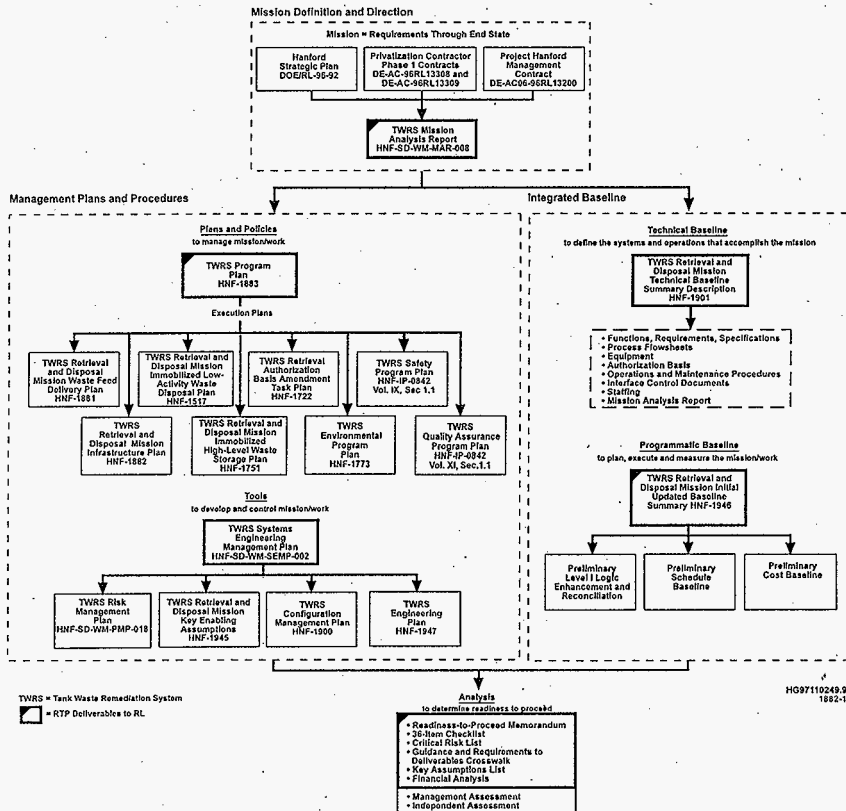 Mission Definition and Direction
Mission = Requirements Through End State
Hanford
Strategic Plan
DOE/RL-96-92
Privatization Contractor
Phase 1 Contracts
DE-AC-96RL13308 and
DE-AC-96RL13309
Project Hanford
Management
Contract
DE-AC06-96RL13200
TWRS Mission
Analysis Report
HNF-SD-WM-MAR-008
Management Plans and Procedures
Plans and Policies
to manage mission/work
TWRS Program
Plan
HNF-1883
Execution Plans
TWRS Retrieval
and Disposal
Mission Waste Feed
Delivery Plan
HNF-1881
TWRS Retrieval and
Disposal Mission
Immobilized Low-
Activity Waste
Disposal Plan
HNF-1517
TWRS Retrieval
Authorization
Basis Amendment
Task Plan
HNF-1722
TWRS Safety
Program Plan
HNF-IP-0842
Vol. IX, Sec 1.1
TWRS
Retrieval and
Disposal Mission
Infrastructure Plan
HNF-1882
TWRS Retrieval
and Disposal
Mission
Immobilized
High-Level Waste
Storage Plan
HNF-1751
TWRS
Environmental
Program
Plan
HNF-1773
TWRS
Quality Assurance
Program Plan
HNF-IP-0842
Vol. XI, Sec.1.1
Tools
to develop and control mission/work
TWRS Systems
Engineering
Management Plan
HNF-SD-WM-SEMP-002
TWRS Risk
Management
Plan
HNF-SD-WM-PMP-018
TWRS Retrieval and
Disposal Mission
Key Enabling
Assumptions
HNF-1945
TWRS
Configuration
Management Plan
HNF-1900
TWRS
Engineering Plan
HNF-1947
Integrated Baseline
Technical Baseline
to define the systems and operations that accomplish the mission
TWRS Retrieval and
Disposal Mission
Technical Baseline
Summary Description
HNF-1901
• Functions, Requirements, Specifications
• Process Flowsheets
• Equipment
• Authorization Basis
• Operations and Maintenance Procedures
• Interface Control Documents
• Staffing
• Mission Analysis Report
Programmatic Baseline
to plan, execute and measure the mission/work
TWRS Retrieval and
Disposal Mission Initial
Updated Baseline
Summary HNF-1946
Preliminary
Level I Logic
Enhancement and
Reconciliation
Preliminary
Schedule
Baseline
Preliminary
Cost Baseline
TWRS = Tank Waste Remediation System
= RTP Deliverables to RL
HG97110249.9
1882-1
Analysis
to determine readiness to proceed
• Readiness-to-Proceed Memorandum
• 36-Item Checklist
• Critical Risk List
• Guidance and Requirements to
Deliverables Crosswalk
• Key Assumptions List
• Financial Analysis
• Management Assessment
• Independent Assessment